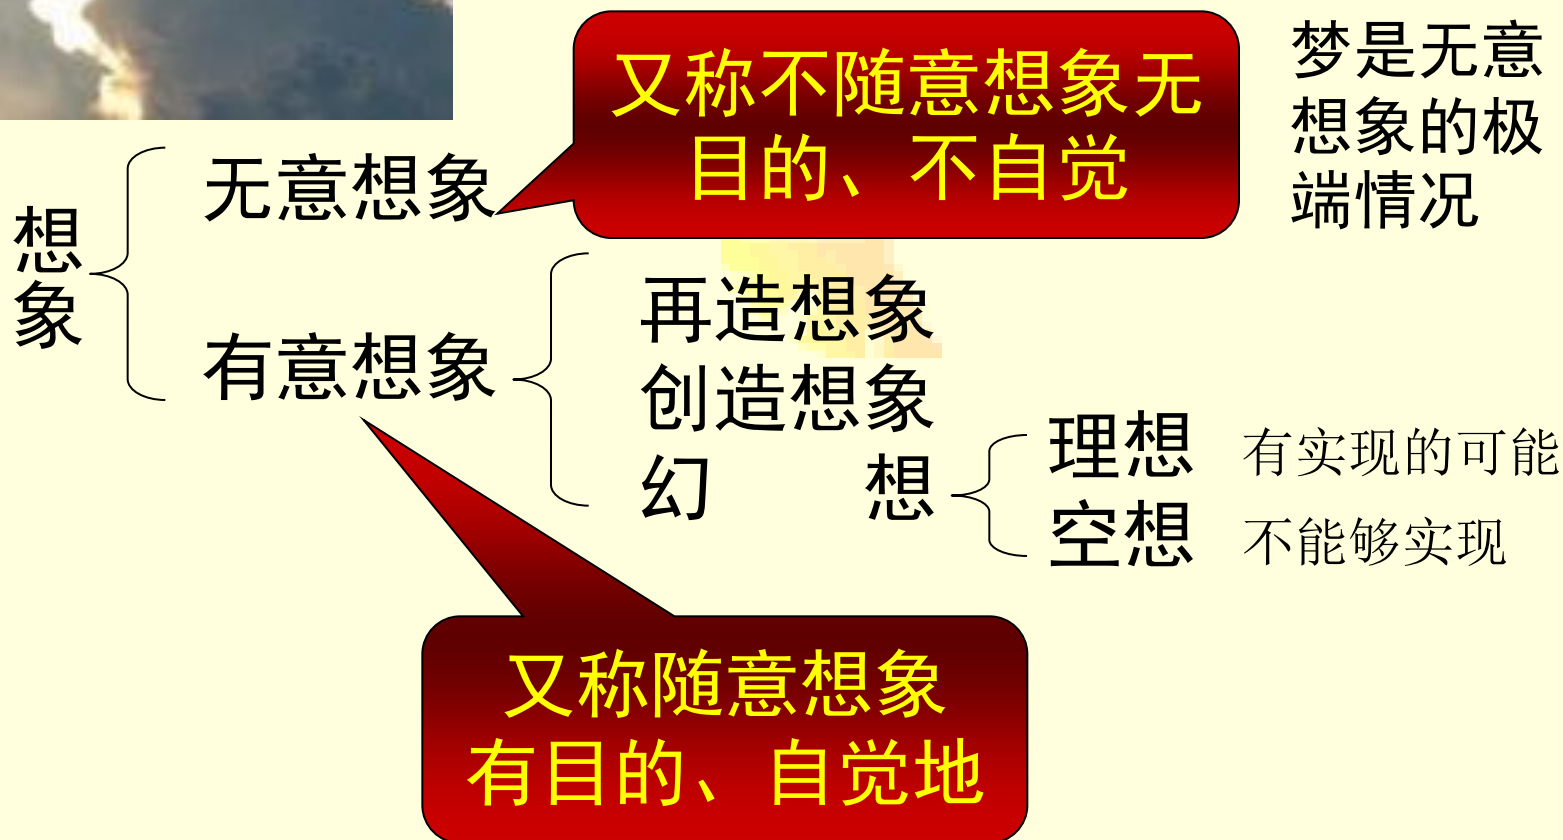 又称不随意想象无
目的、不自觉
梦是无意
想象的极
端情况
想
象
无意想象
有意想象
再造想象
创造想象
幻 想
理想 有实现的可能
空想 不能够实现
又称随意想象
有目的、自觉地